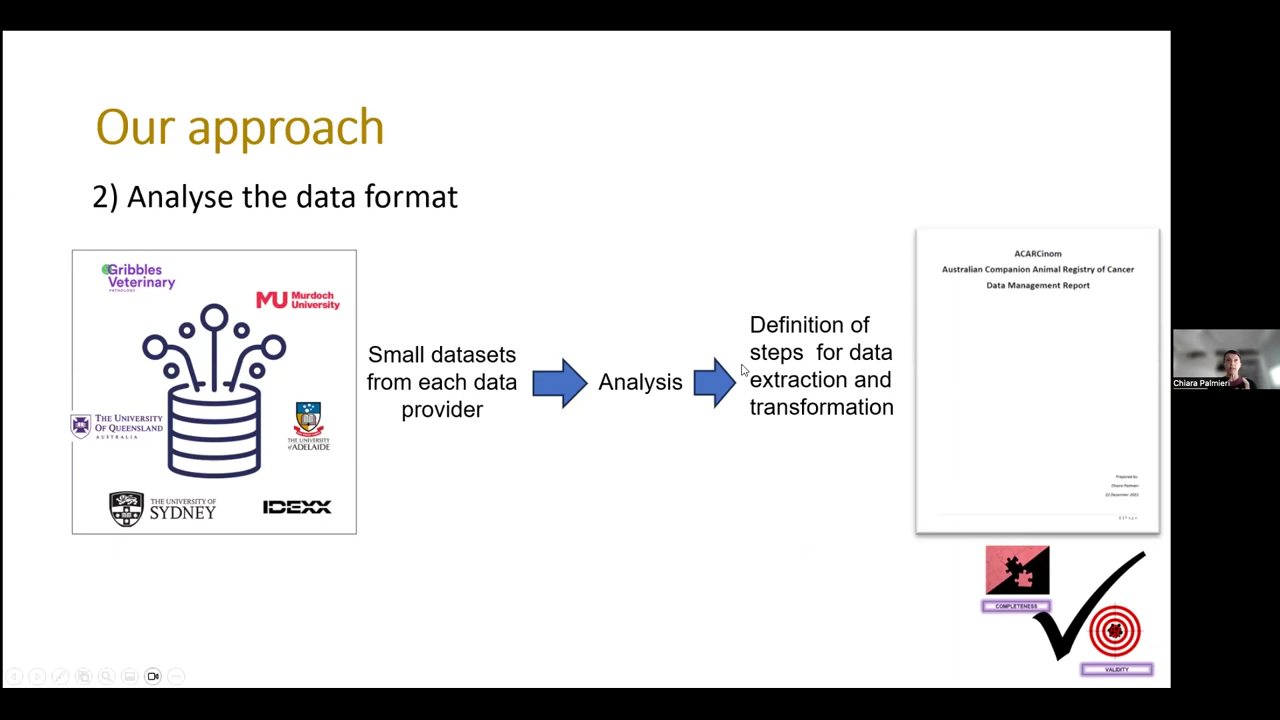 Our approach
2) Analyse the data format
Gribbles
Veterinary
PATHOLOGY
MU Murdoch
University
THE UNIVERSITY
OF QUEENSLAND
AUSTRALIA
THE UNIVERSITY
of ADELAIDE
THE UNIVERSITY OF
SYDNEY
IDEXX
Small datasets
from each data
provider
Analysis
Definition of
steps for data
extraction and
transformation
ACARCinom
Australian Companion Animal Registry of Cancer
Data Management Report
Prepared by:
Chiara Palmieri
COMPLETENESS
VALIDITY
Chiara Palmieri